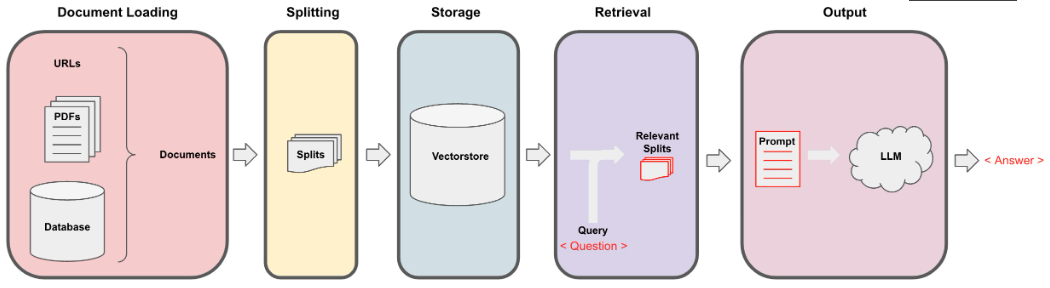 Document Loading
Splitting
Storage
Retrieval
Output
URLs
PDFs
Documents
Database
Splits
Vectorstore
Relevant
Splits
Query
< Question >
Prompt
LLM
< Answer >